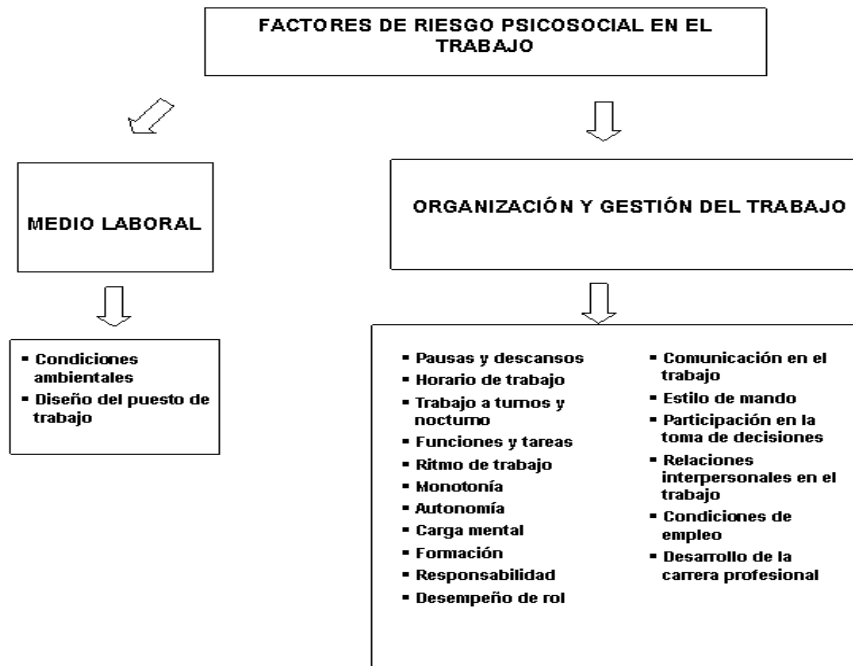 FACTORES DE RIESGO PSICOSOCIAL EN EL
TRABAJO
MEDIO LABORAL
ORGANIZACIÓN Y GESTIÓN DEL TRABAJO
▪ Condiciones
ambientales
▪ Diseño del puesto de
trabajo
▪ Pausas y descansos
▪ Horario de trabajo
▪ Trabajo a turnos y
nocturno
▪ Funciones y tareas
▪ Ritmo de trabajo
▪ Monotonía
▪ Autonomía
▪ Carga mental
▪ Formación
▪ Responsabilidad
▪ Desempeño de rol
▪ Comunicación en el
trabajo
▪ Estilo de mando
▪ Participación en la
toma de decisiones
▪ Relaciones
interpersonales en el
trabajo
▪ Condiciones de
empleo
▪ Desarrollo de la
carrera profesional